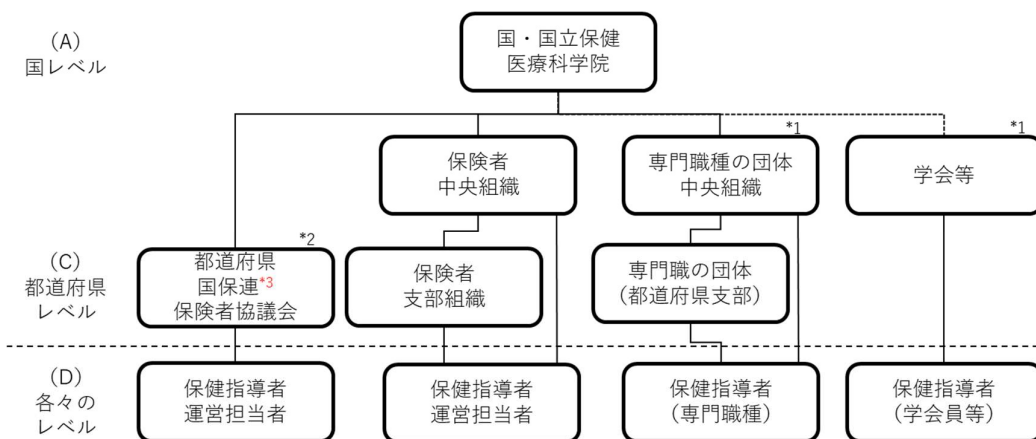 (A)
国レベル
国・国立保健
医療科学院
*1
*1
保険者
中央組織
専門職種の団体
中央組織
学会等
*2
(C)
都道府県
レベル
都道府県
国保連*3
保険者協議会
保険者
支部組織
専門職の団体
(都道府県支部)
(D)
各々の
レベル
保健指導者
運営担当者
保健指導者
運営担当者
保健指導者
(専門職種)
保健指導者
(学会員等)